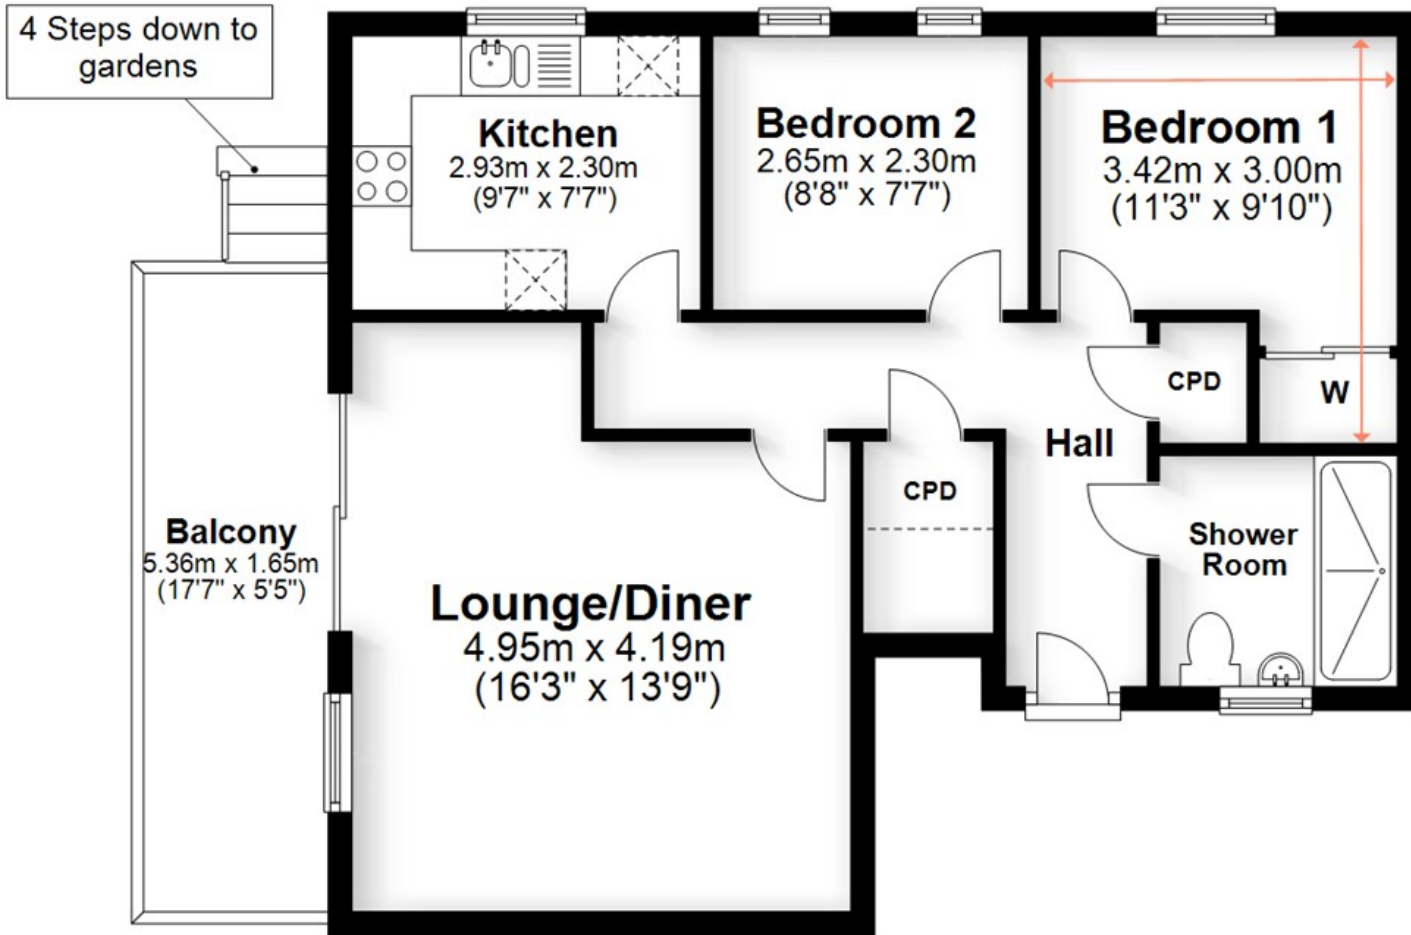 4 Steps down to
gardens
Kitchen
2.93m x 2.30m
(9'7" x 7'7")
Bedroom 2
2.65m x 2.30m
(8'8" x 7'7")
Bedroom 1
3.42m x 3.00m
(11'3" x 9'10")
CPD
W
Hall
CPD
Balcony
5.36m x 1.65m
(17'7" x 5'5")
Shower
Room
Lounge/Diner
4.95m x 4.19m
(16'3" x 13'9")